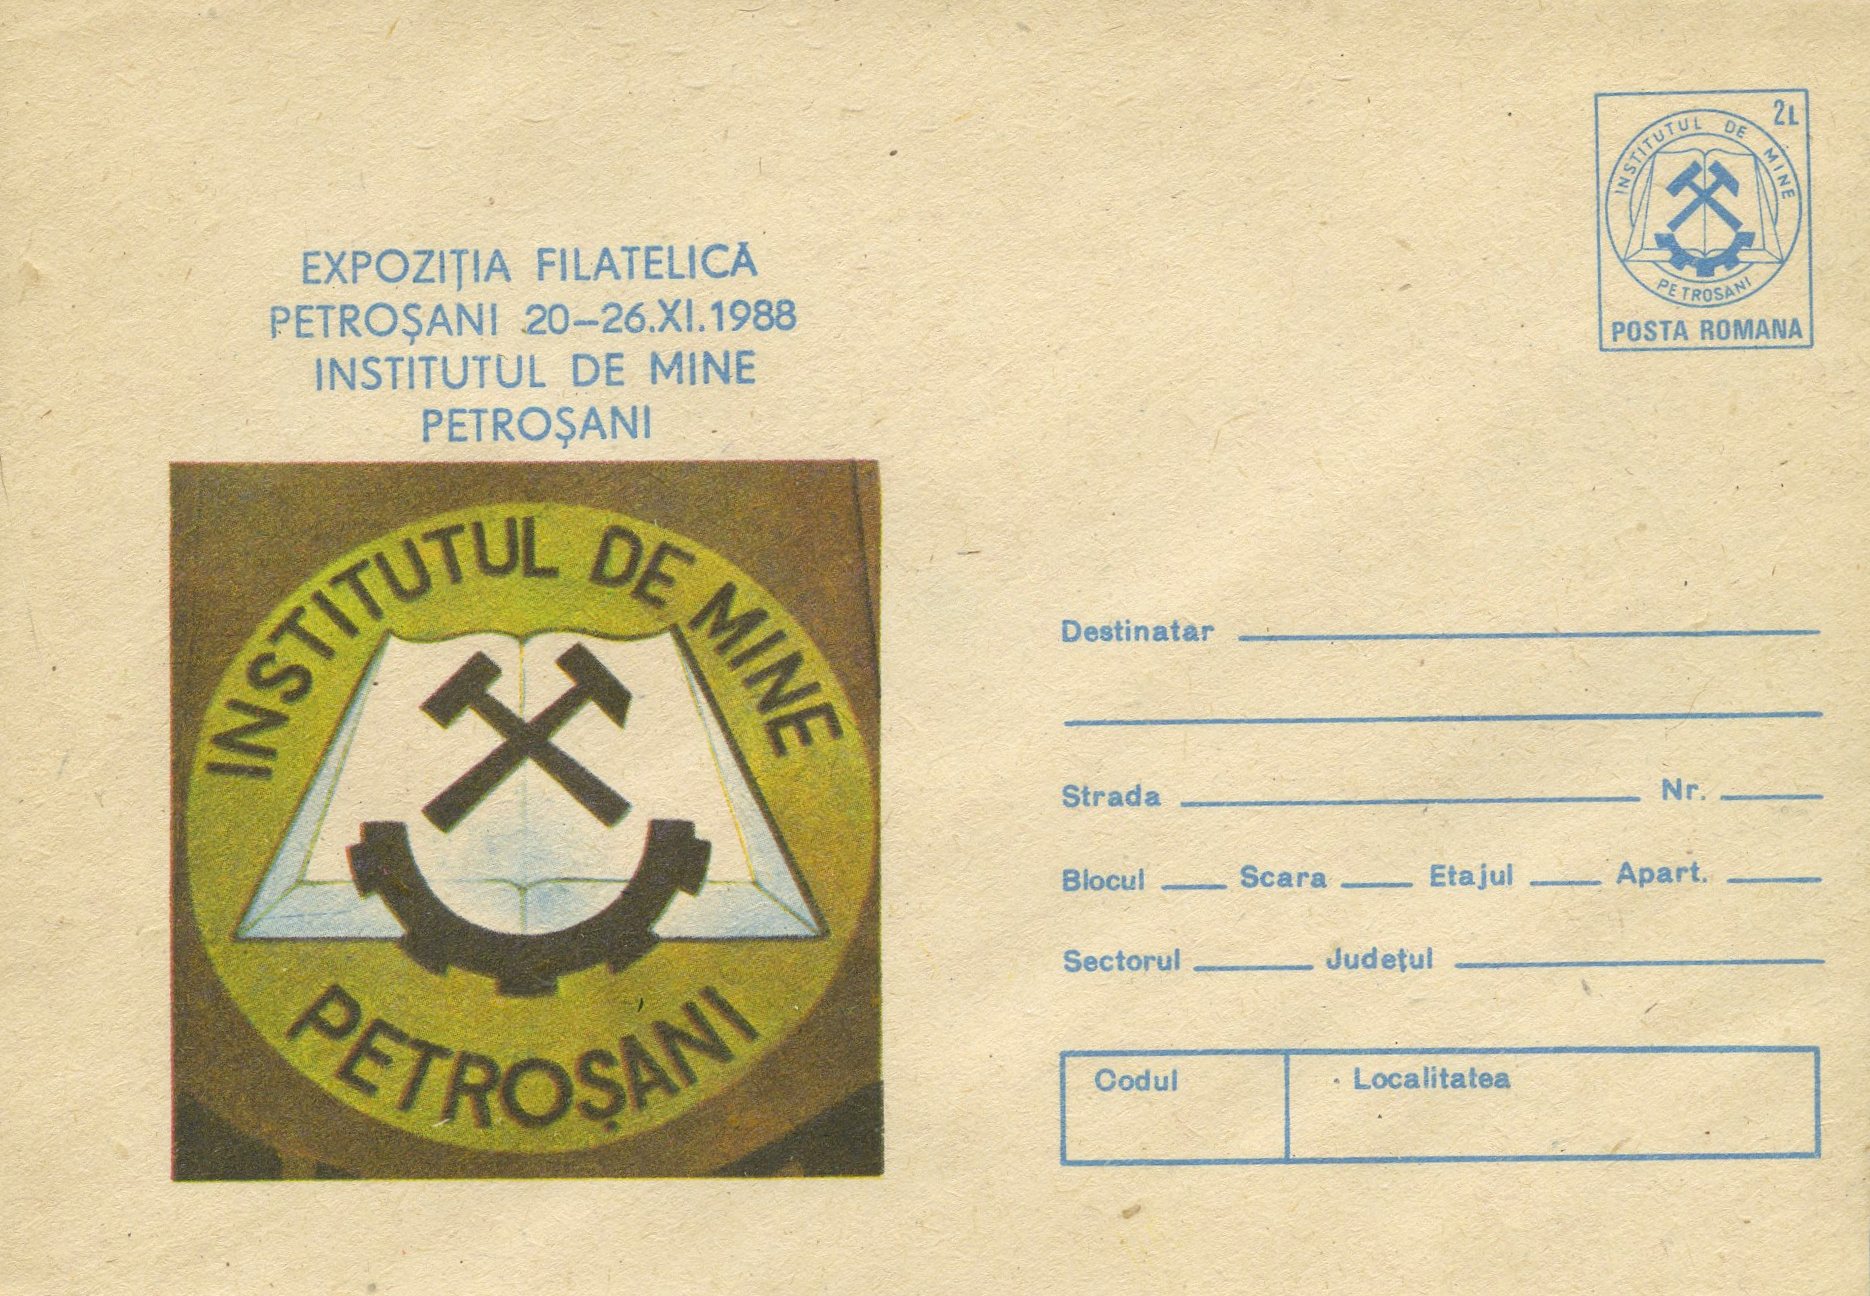 EXPOZIȚIA FILATELICĂ
PETROȘANI 20–26.XI.1988
INSTITUTUL DE MINE
PETROȘANI
INSTITUTUL DE MINE
PETROȘANI
2L
INSTITUTUL DE MINE
PETROSANI
POSTA ROMANA
Destinatar
Strada Nr.
Blocul Scara Etajul Apart.
Sectorul Județul
Codul Localitatea